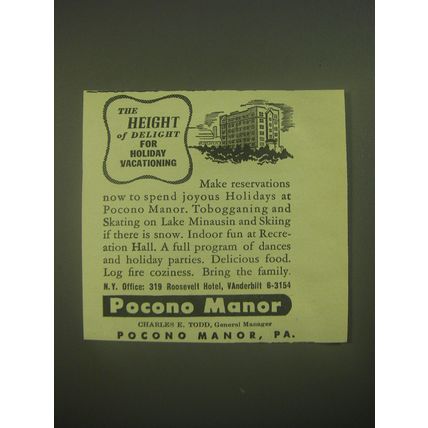 THE
HEIGHT
of DELIGHT
FOR
HOLIDAY
VACATIONING
Make reservations
now to spend joyous Holidays at
Pocono Manor. Tobogganing and
Skating on Lake Minausin and Skiing
if there is snow. Indoor fun at Recre-
ation Hall. A full program of dances
and holiday parties. Delicious food.
Log fire coziness. Bring the family.
N.Y. Office: 319 Roosevelt Hotel, VAnderbilt 6-3154
Pocono Manor
CHARLES E. TODD, General Manager
POCONO MANOR, PA.